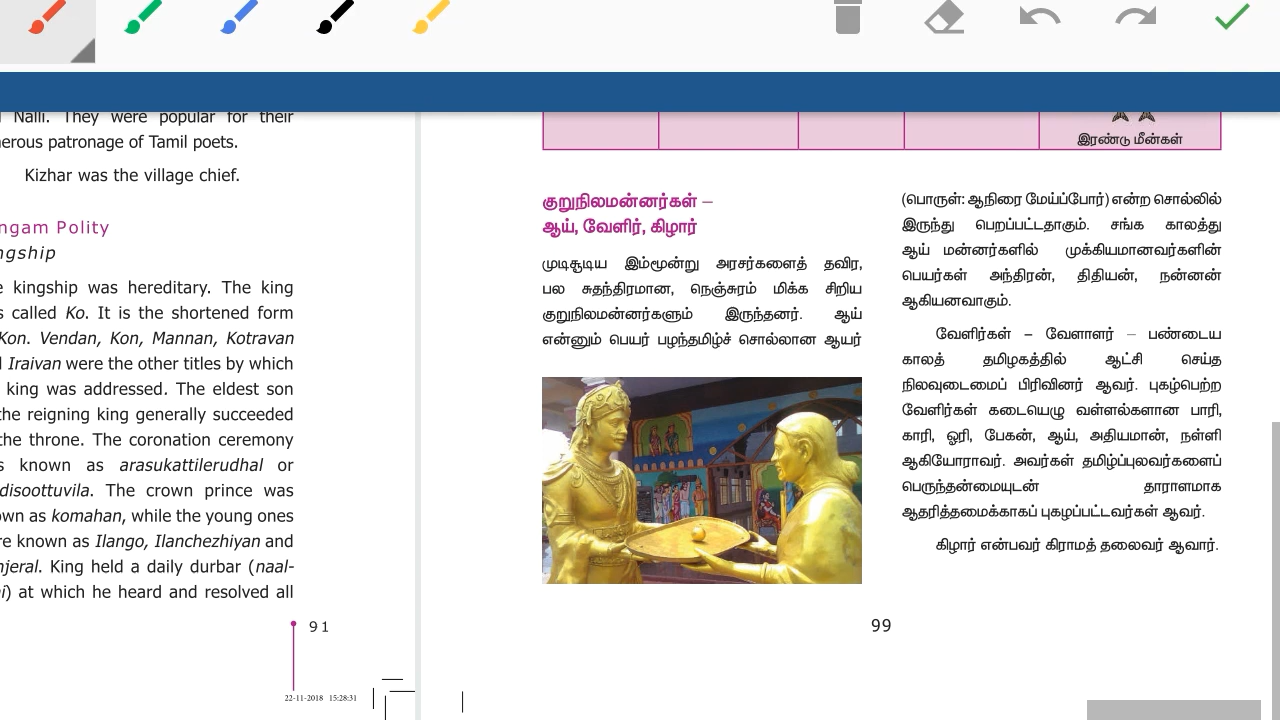 Nalli. They were popular for their
erous patronage of Tamil poets.
Kizhar was the village chief.
ngam Polity
ngship
kingship was hereditary. The king
called Ko. It is the shortened form
Kon. Vendan, Kon, Mannan, Kotravan
Iraivan were the other titles by which
king was addressed. The eldest son
the reigning king generally succeeded
the throne. The coronation ceremony
known as arasukattilerudhal or
disoottuvila. The crown prince was
own as komahan, while the young ones
re known as Ilango, Ilanchezhiyan and
njeral. King held a daily durbar (naal-
i) at which he heard and resolved all
91
22-11-2018 15:28:31
இரண்டு மீன்கள்
குறுநிலமன்னர்கள் –
ஆய், வேளிர், கிழார்
முடிசூடிய இம்மூன்று அரசர்களைத் தவிர,
பல சுதந்திரமான, நெஞ்சுரம் மிக்க சிறிய
குறுநிலமன்னர்களும் இருந்தனர். ஆய்
என்னும் பெயர் பழந்தமிழ்ச் சொல்லான ஆயர்
(பொருள்: ஆநிரை மேய்ப்போர்) என்ற சொல்லில்
இருந்து பெறப்பட்டதாகும். சங்க காலத்து
ஆய் மன்னர்களில் முக்கியமானவர்களின்
பெயர்கள் அந்திரன், திதியன், நன்னன்
ஆகியனவாகும்.
வேளிர்கள் – வேளாளர் – பண்டைய
காலத் தமிழகத்தில் ஆட்சி செய்த
நிலவுடைமைப் பிரிவினர் ஆவர். புகழ்பெற்ற
வேளிர்கள் கடையெழு வள்ளல்களான பாரி,
காரி, ஓரி, பேகன், ஆய், அதியமான், நள்ளி
ஆகியோராவர். அவர்கள் தமிழ்ப்புலவர்களைப்
பெருந்தன்மையுடன் தாராளமாக
ஆதரித்தமைக்காகப் புகழப்பட்டவர்கள் ஆவர்.
கிழார் என்பவர் கிராமத் தலைவர் ஆவார்.
99